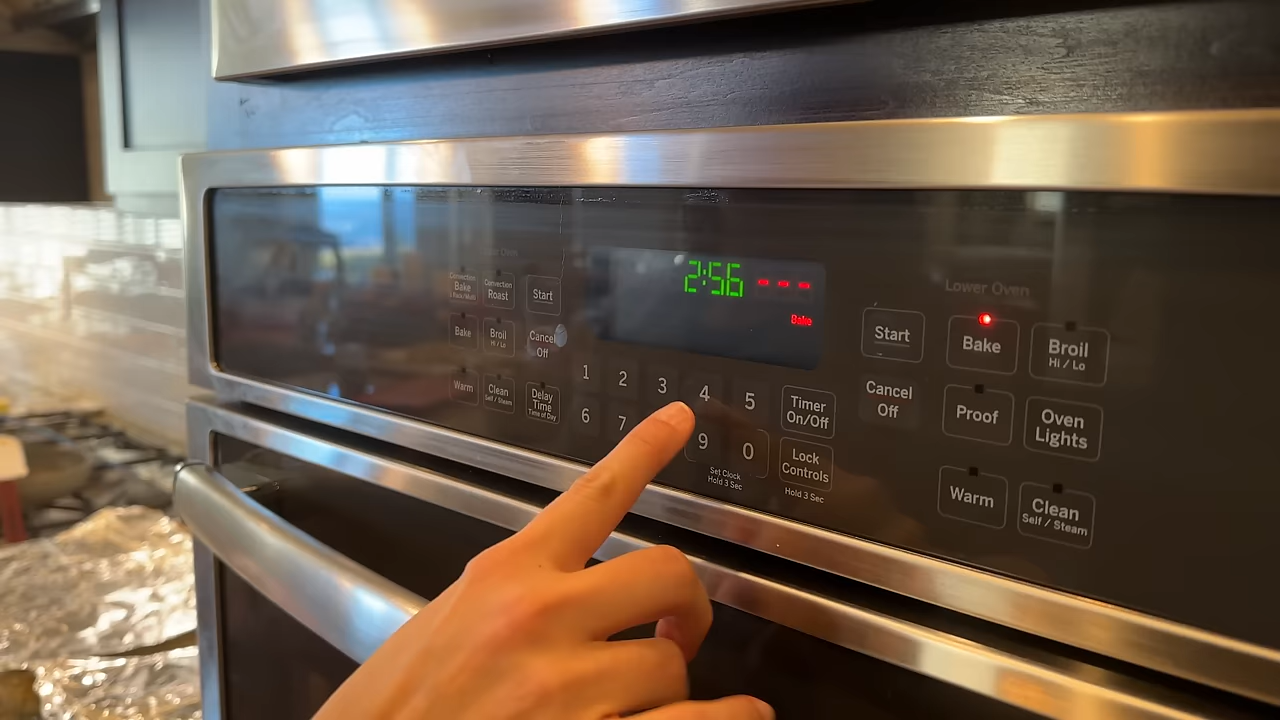 2:56 ---
Bake
Lower Oven
Convection
Bake
Convection
Roast
Start
Bake
Broil
Hi / Lo
Cancel
Off
Warm
Clean
Self / Steam
Delay
Time
Time of Day
1 2 3 4 5
6 7 9 0
Set Clock
Hold 3 Sec
Timer
On/Off
Lock
Controls
Hold 3 Sec
Start
Cancel
Off
Bake
Broil
Hi / Lo
Proof
Oven
Lights
Warm
Clean
Self / Steam